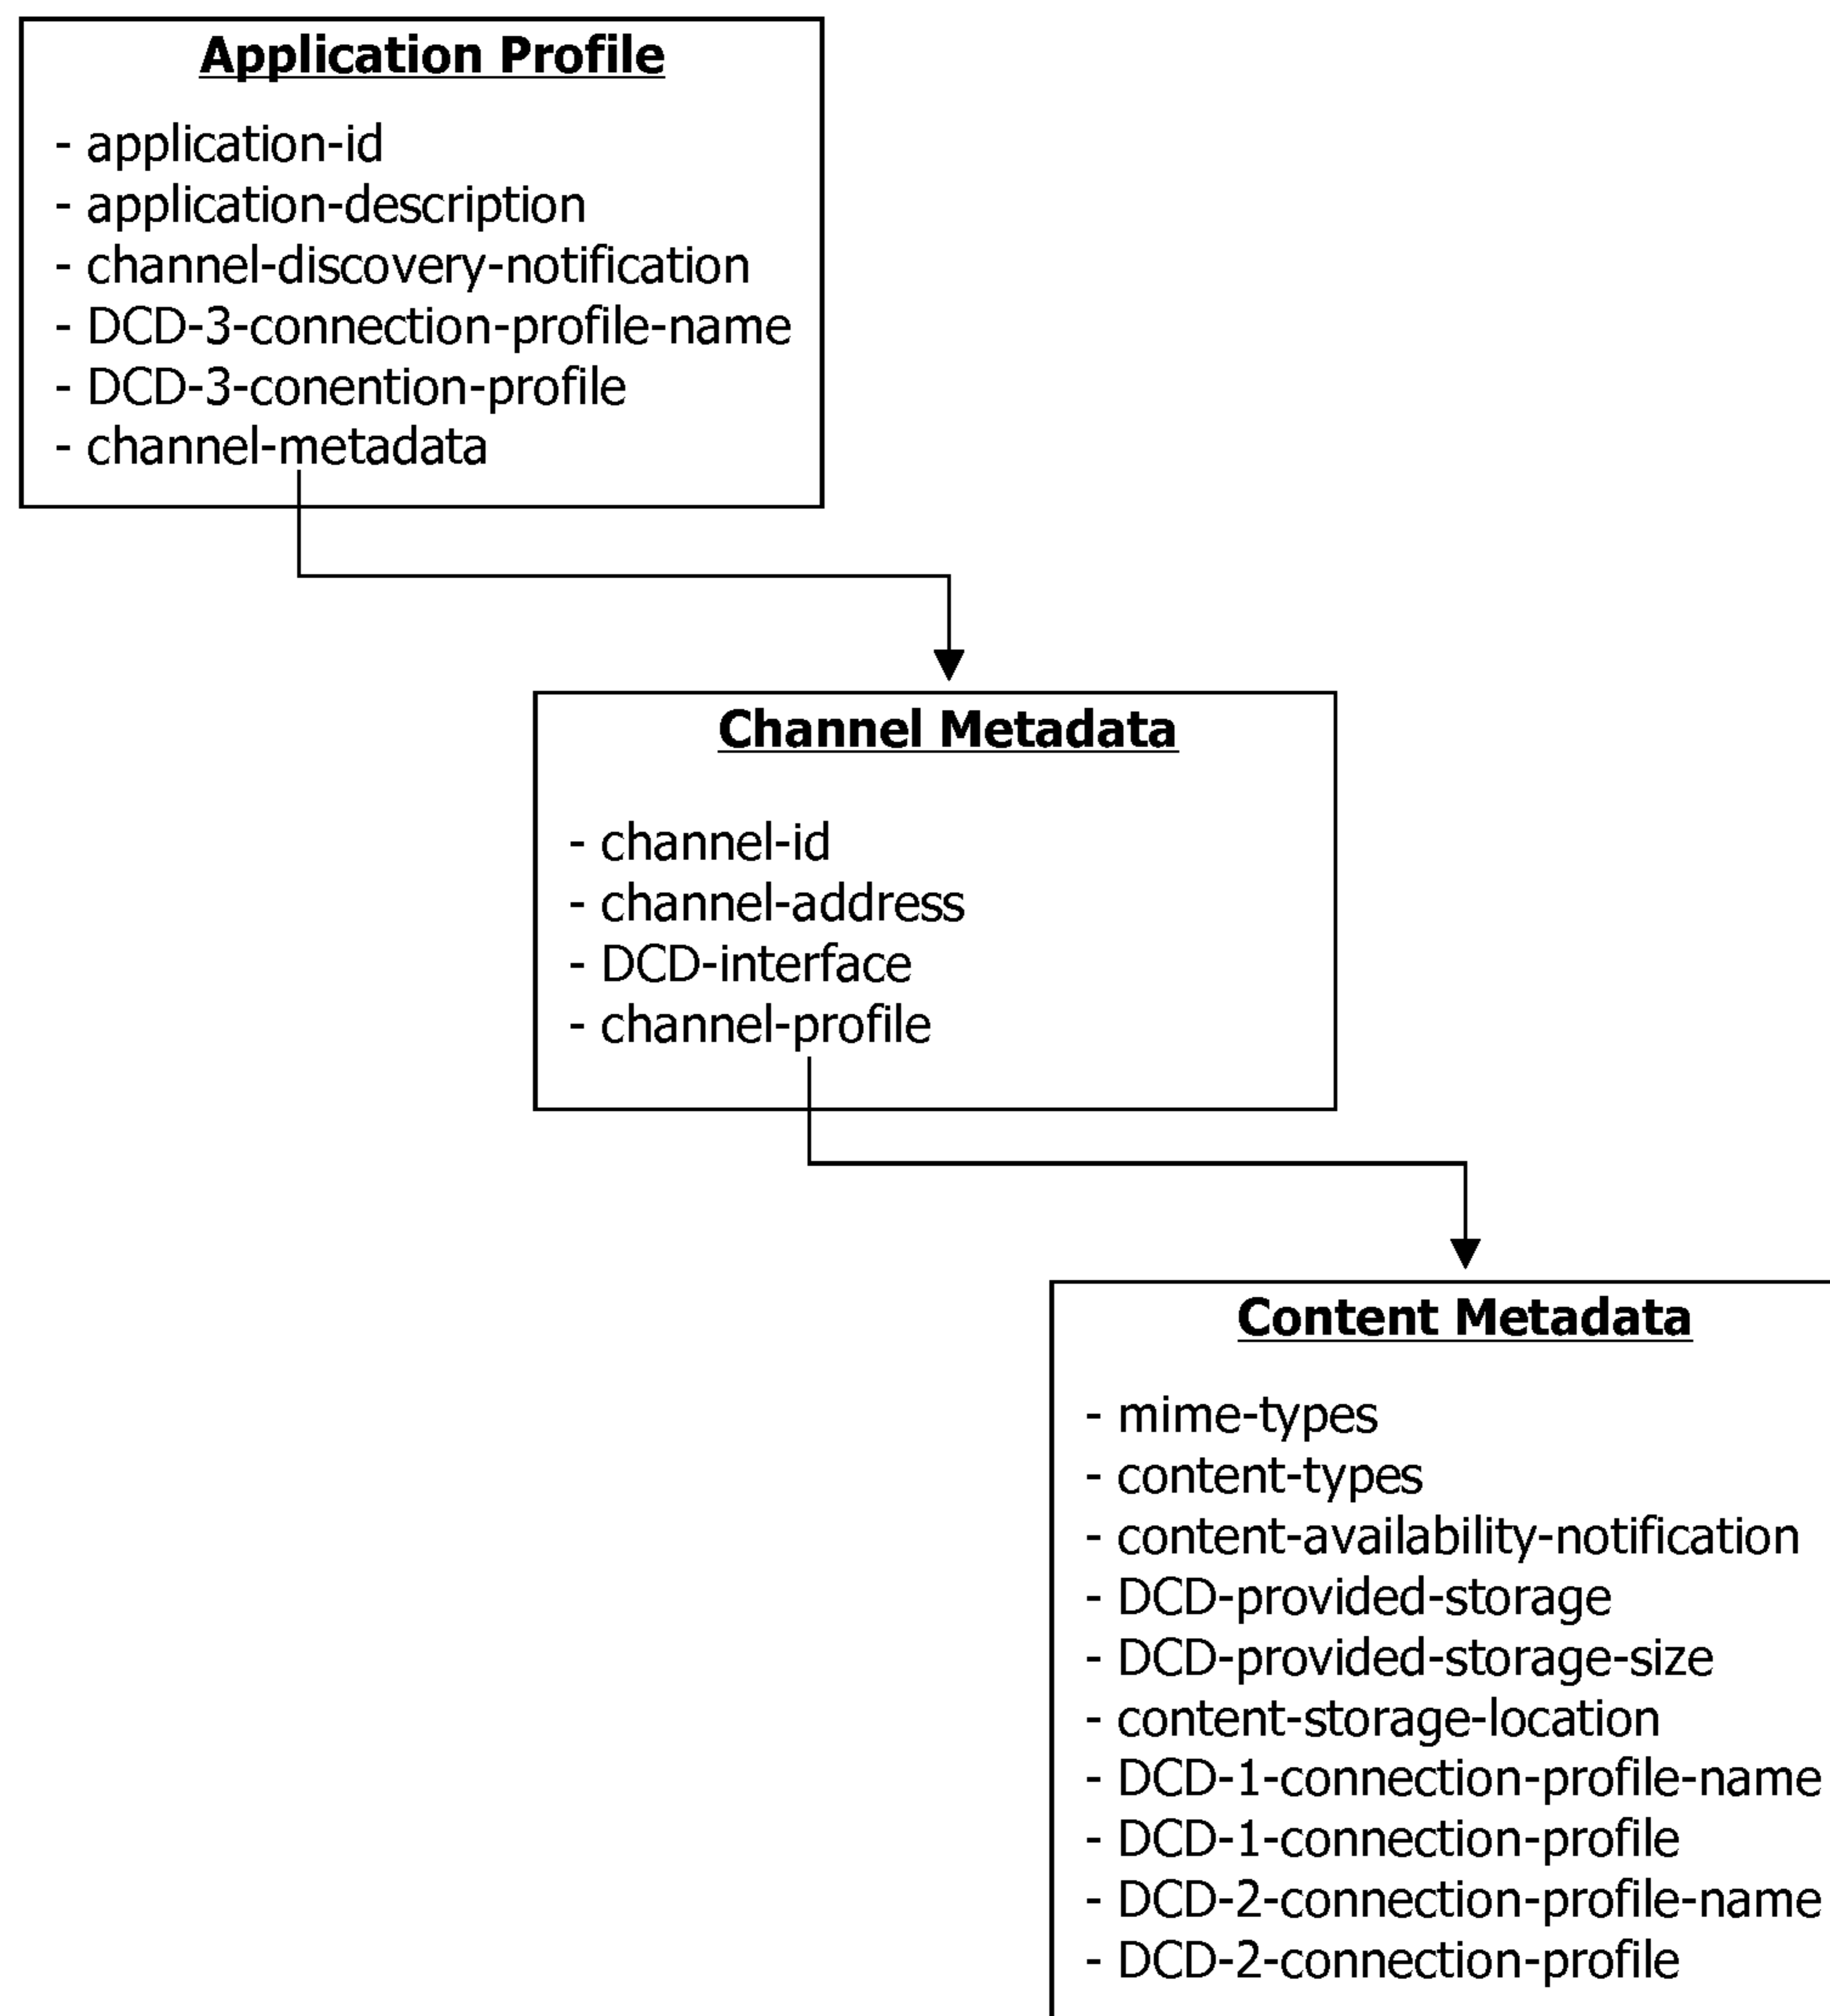 Application Profile
- application-id
- application-description
- channel-discovery-notification
- DCD-3-connection-profile-name
- DCD-3-conention-profile
- channel-metadata
Channel Metadata
- channel-id
- channel-address
- DCD-interface
- channel-profile
Content Metadata
- mime-types
- content-types
- content-availability-notification
- DCD-provided-storage
- DCD-provided-storage-size
- content-storage-location
- DCD-1-connection-profile-name
- DCD-1-connection-profile
- DCD-2-connection-profile-name
- DCD-2-connection-profile